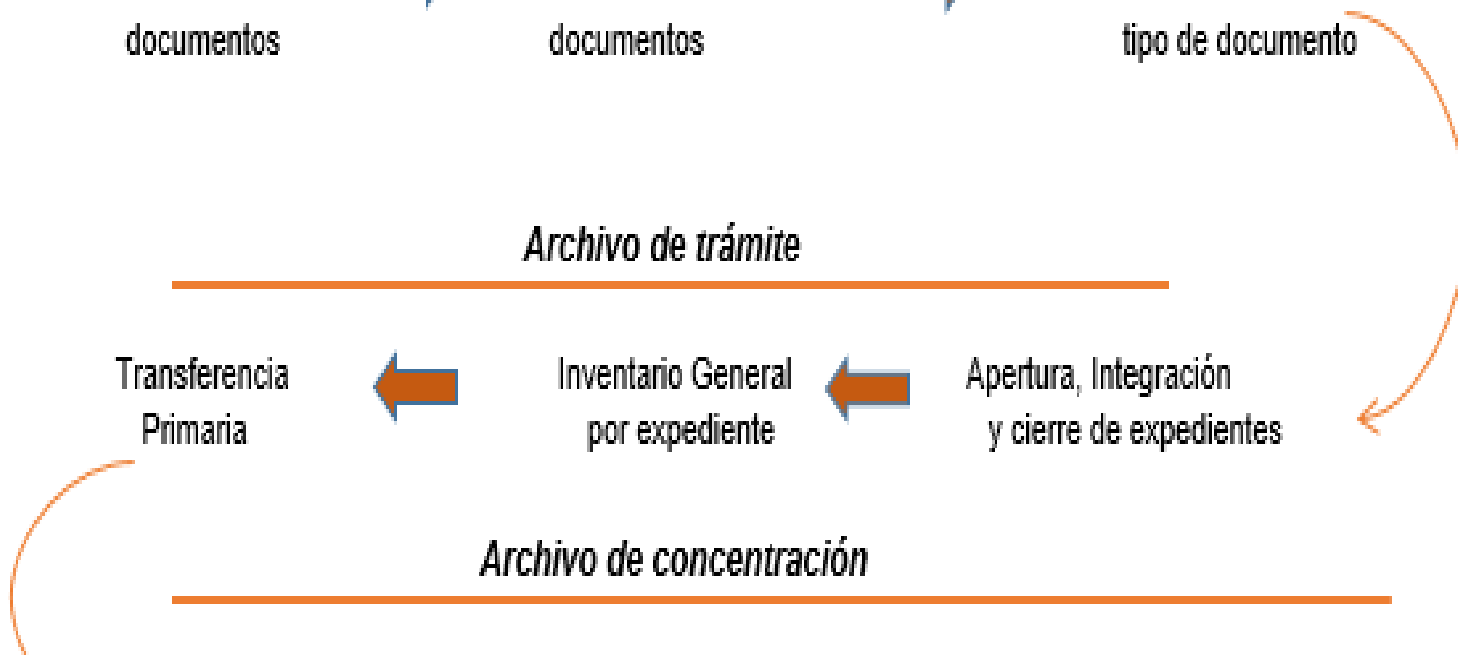 documentos documentos tipo de documento
Archivo de trámite
Transferencia Inventario General Apertura, Integración
Primaria por expediente y cierre de expedientes
Archivo de concentración